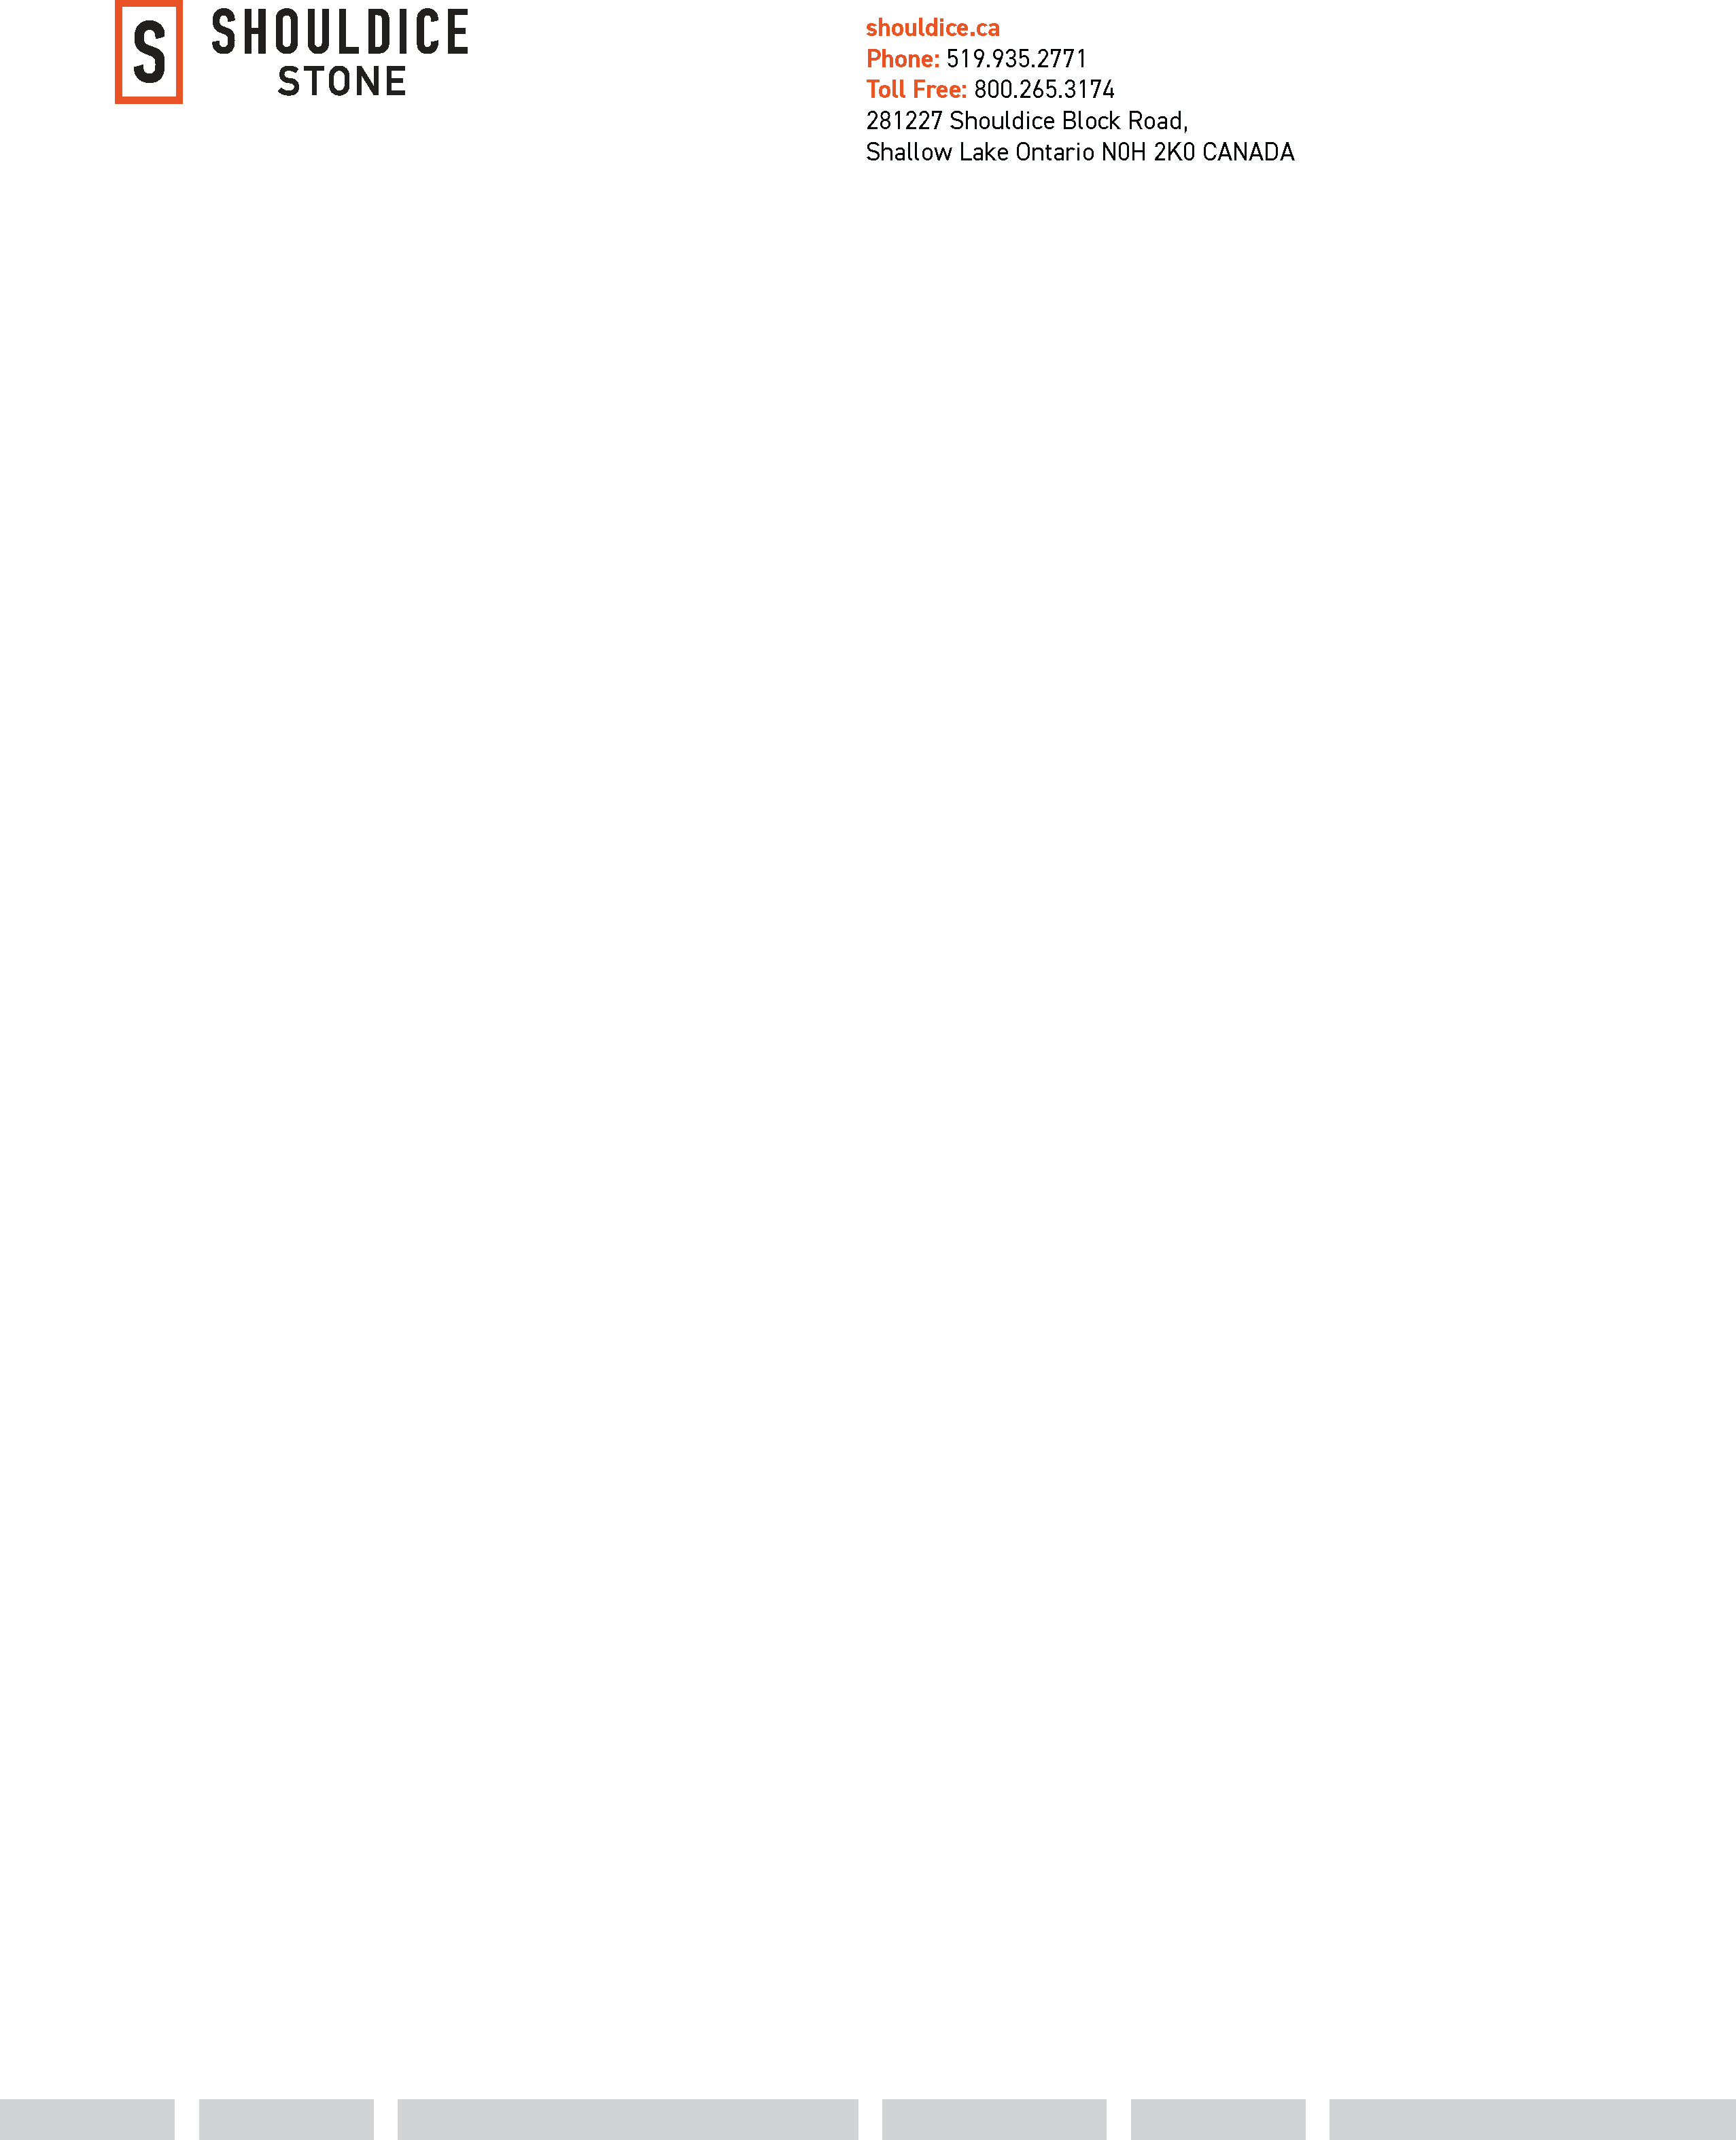 S
SHOULDICE
STONE
shouldice.ca
Phone: 519.935.2771
Toll Free: 800.265.3174
281227 Shouldice Block Road,
Shallow Lake Ontario N0H 2K0 CANADA